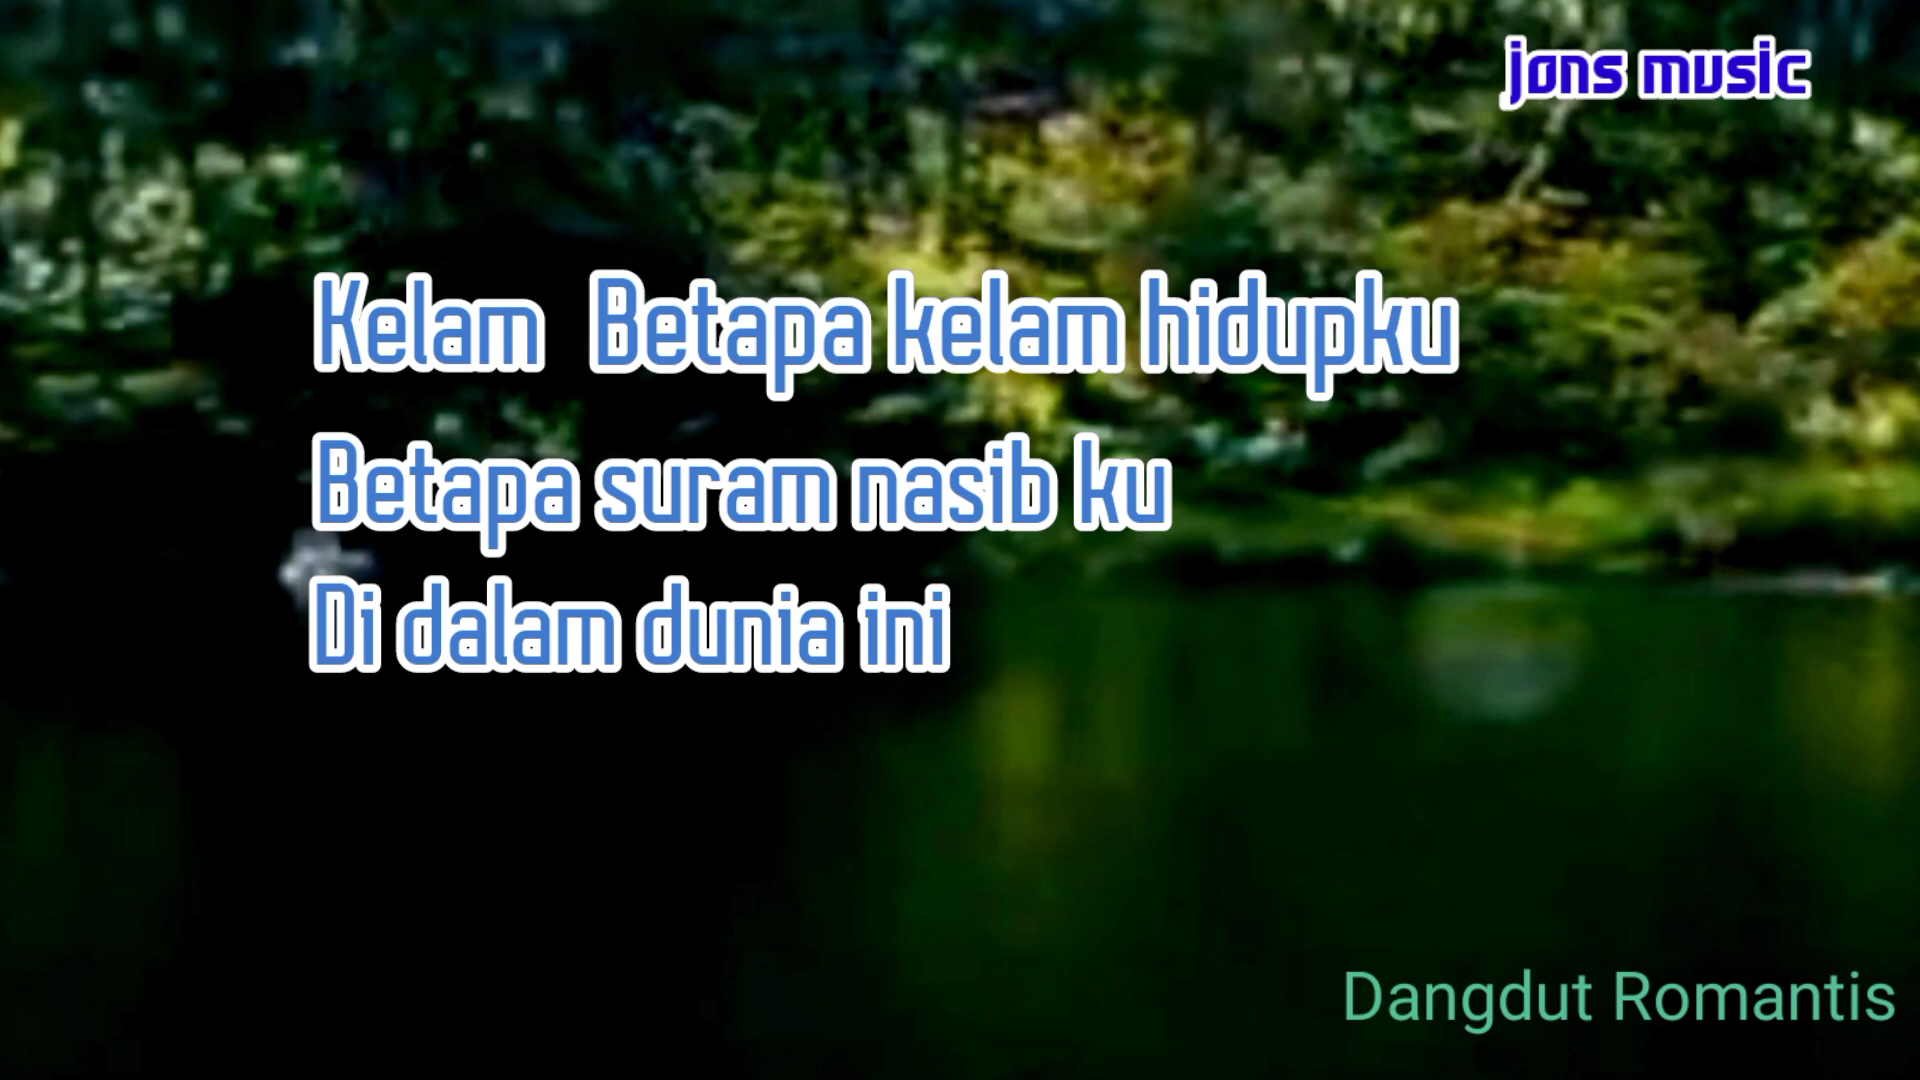 jons music
Kelam Betapa kelam hidupku
Betapa suram nasib ku
Di dalam dunia ini
Dangdut Romantis